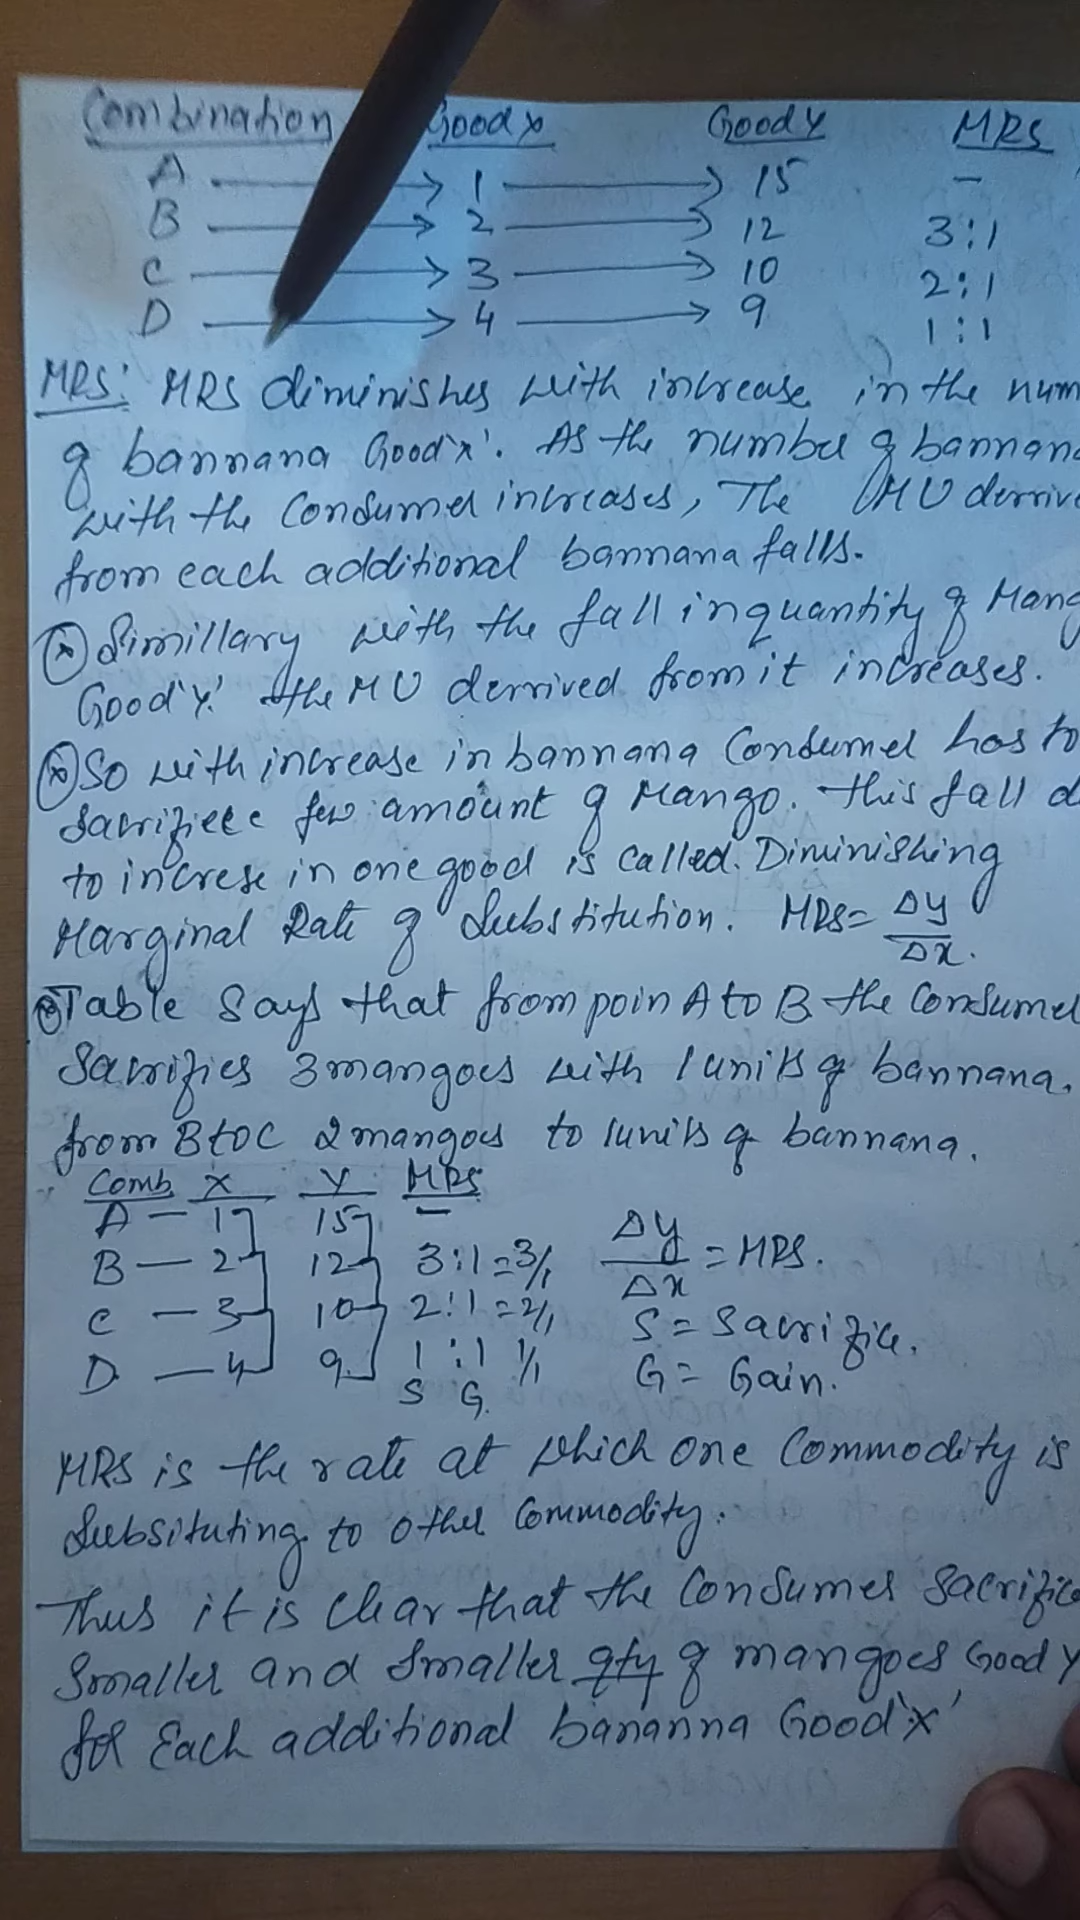 Combination Good x Good Y MRS
A → 1 → 15 -
B → 2 → 12 3:1
C → 3 → 10 2:1
D → 4 → 9 1:1
MRS: MRS diminishes with increase in the num
of bannana Good 'x'. As the number of bannana
with the Consumer increases, The MU derrive
from each additional bannana falls.
Simillary with the fall in quantity of Mang
Good 'Y'. the MU derrived from it increases.
So with increase in bannana Consumer has to
few amount of Mango. this fall d
to increse in one good is called. Diminishing
Marginal Rate of Substitution. MRS = Δy/Δx.
Table Says that from poin A to B the Consumer
Sacrifies 3 mangoes with 1 units of bannana.
from B to C 2 mangoes to 1 units of bannana.
Comb X Y MRS
A - 1 15 -
B - 2 12 3:1 = 3/1 Δy/Δx = MRS.
C - 3 10 2:1 = 2/1 S = Sacrifice.
D - 4 9 1:1 1/1 G = Gain.
S G.
MRS is the rate at which one Commodity is
Subsituting to other Commodity.
Thus it is clear that the Consumer Sacrifice
Smaller and Smaller qty of mangoes Good Y
for Each additional bananna Good 'x'